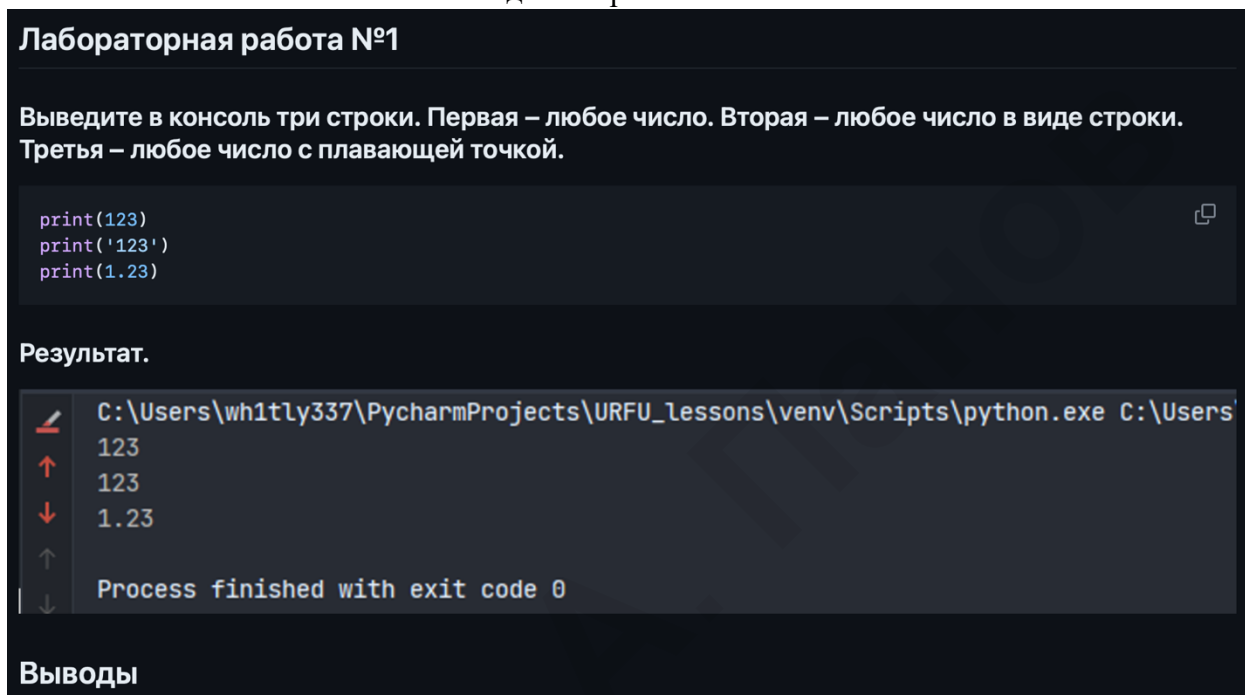 Лабораторная работа №1
Выведите в консоль три строки. Первая – любое число. Вторая – любое число в виде строки.
Третья – любое число с плавающей точкой.
print(123)
print('123')
print(1.23)
Результат.
C:\Users\wh1tly337\PycharmProjects\URFU_lessons\venv\Scripts\python.exe C:\Users
123
123
1.23
Process finished with exit code 0
Выводы